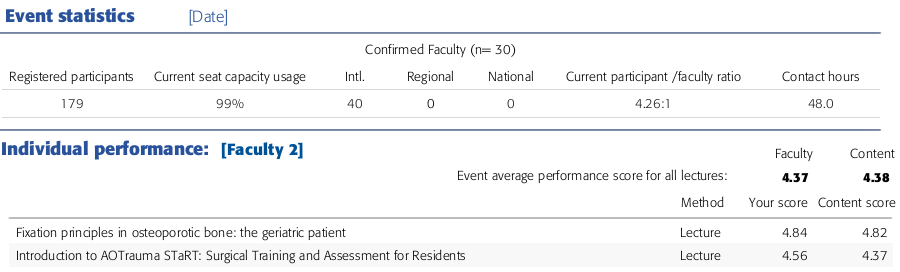 Event statistics [Date]
Confirmed Faculty (n= 30)
Registered participants Current seat capacity usage Intl. Regional National Current participant /faculty ratio Contact hours
179 99% 40 0 0 4.26:1 48.0
Individual performance: [Faculty 2]
Faculty Content
Event average performance score for all lectures: 4.37 4.38
Method Your score Content score
Fixation principles in osteoporotic bone: the geriatric patient Lecture 4.84 4.82
Introduction to AOTrauma STaRT: Surgical Training and Assessment for Residents Lecture 4.56 4.37